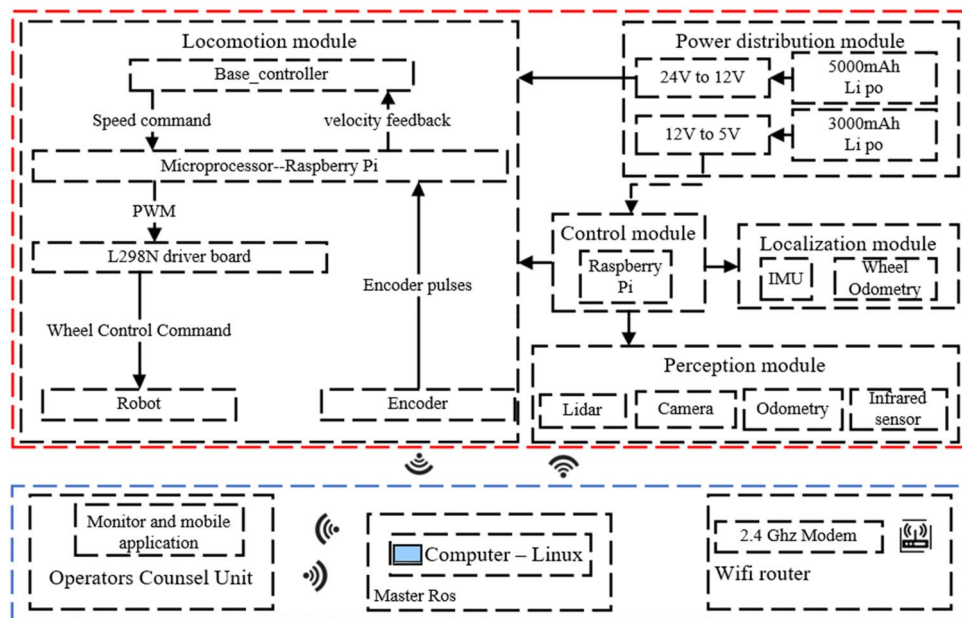 Locomotion module
Base_controller
Speed command
velocity feedback
Microprocessor--Raspberry Pi
PWM
L298N driver board
Encoder pulses
Wheel Control Command
Robot
Encoder
Power distribution module
24V to 12V
5000mAh
Li po
12V to 5V
3000mAh
Li po
Control module
Raspberry
Pi
Localization module
IMU
Wheel
Odometry
Perception module
Lidar
Camera
Odometry
Infrared
sensor
Monitor and mobile
application
Operators Counsel Unit
Computer – Linux
Master Ros
2.4 Ghz Modem
Wifi router